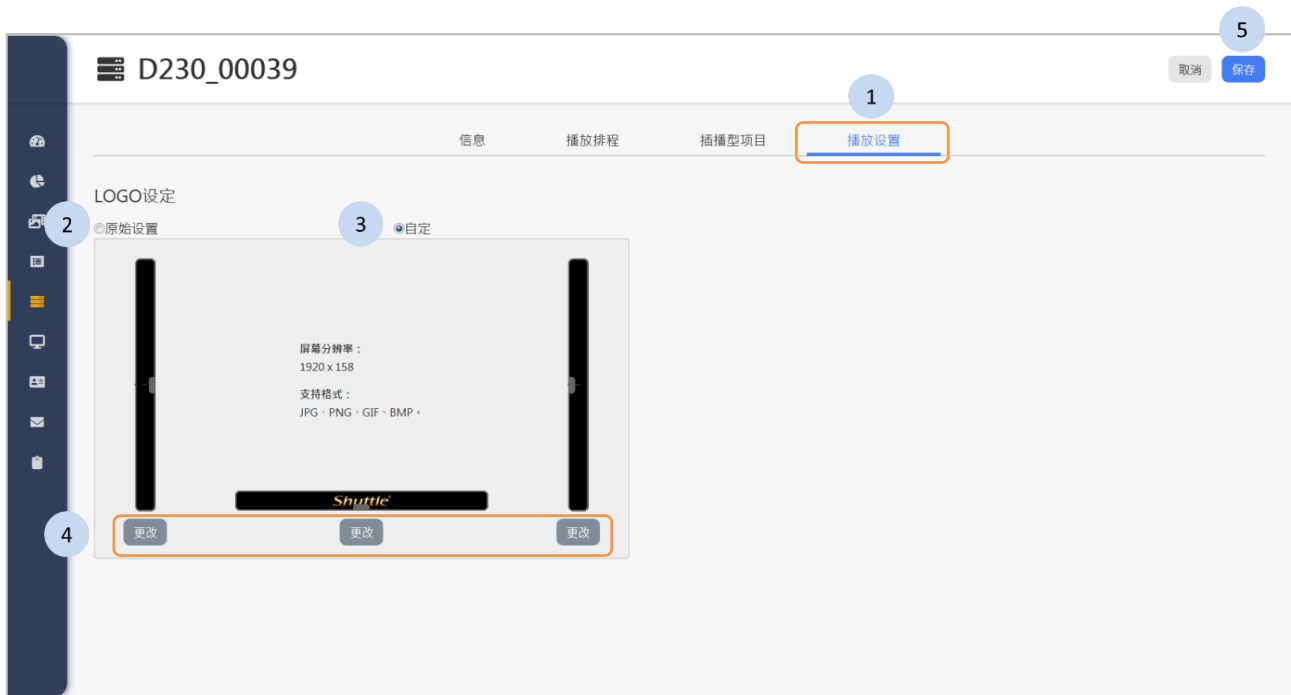 5
D230_00039
取消
保存
1
信息
播放排程
插播型项目
播放设置
LOGO设定
2
原始设置
3
自定
屏幕分辨率：
1920 x 158
支持格式：
JPG、PNG、GIF、BMP。
Shuttle
4
更改
更改
更改